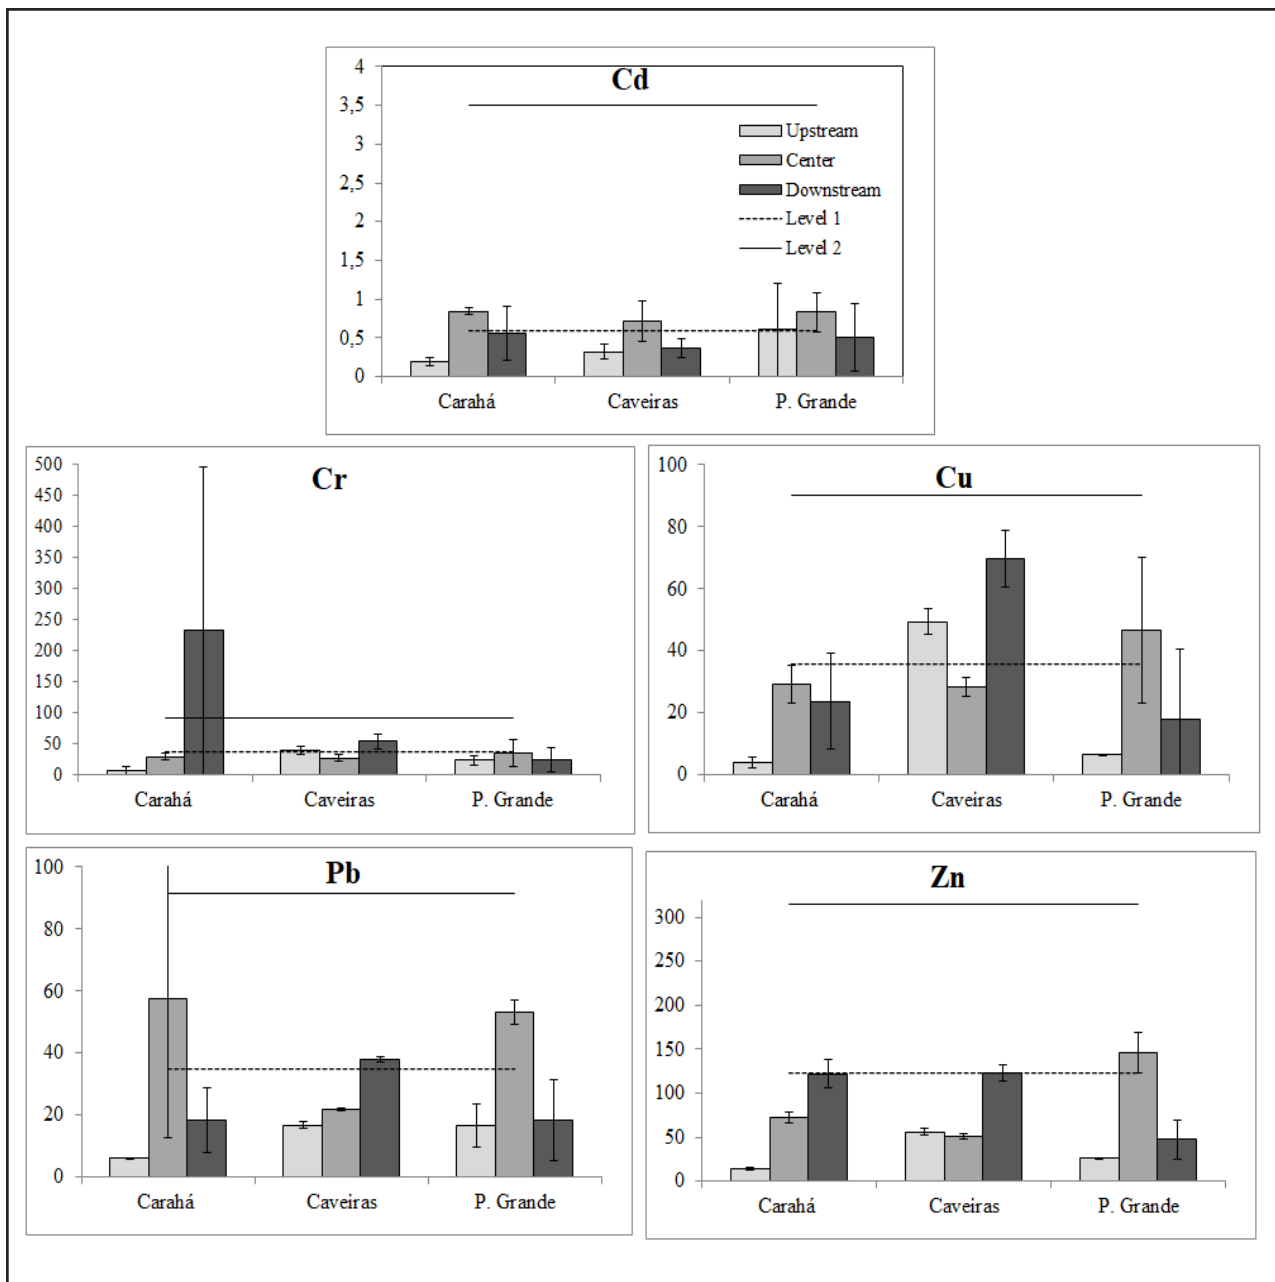 Cd
4
3,5
3
2,5
2
1,5
1
0,5
0
Upstream
Center
Downstream
Level 1
Level 2
Carahá Caveiras P. Grande
Cr
500
450
400
350
300
250
200
150
100
50
0
Carahá Caveiras P. Grande
Cu
100
80
60
40
20
0
Carahá Caveiras P. Grande
Pb
100
80
60
40
20
0
Carahá Caveiras P. Grande
Zn
300
250
200
150
100
50
0
Carahá Caveiras P. Grande